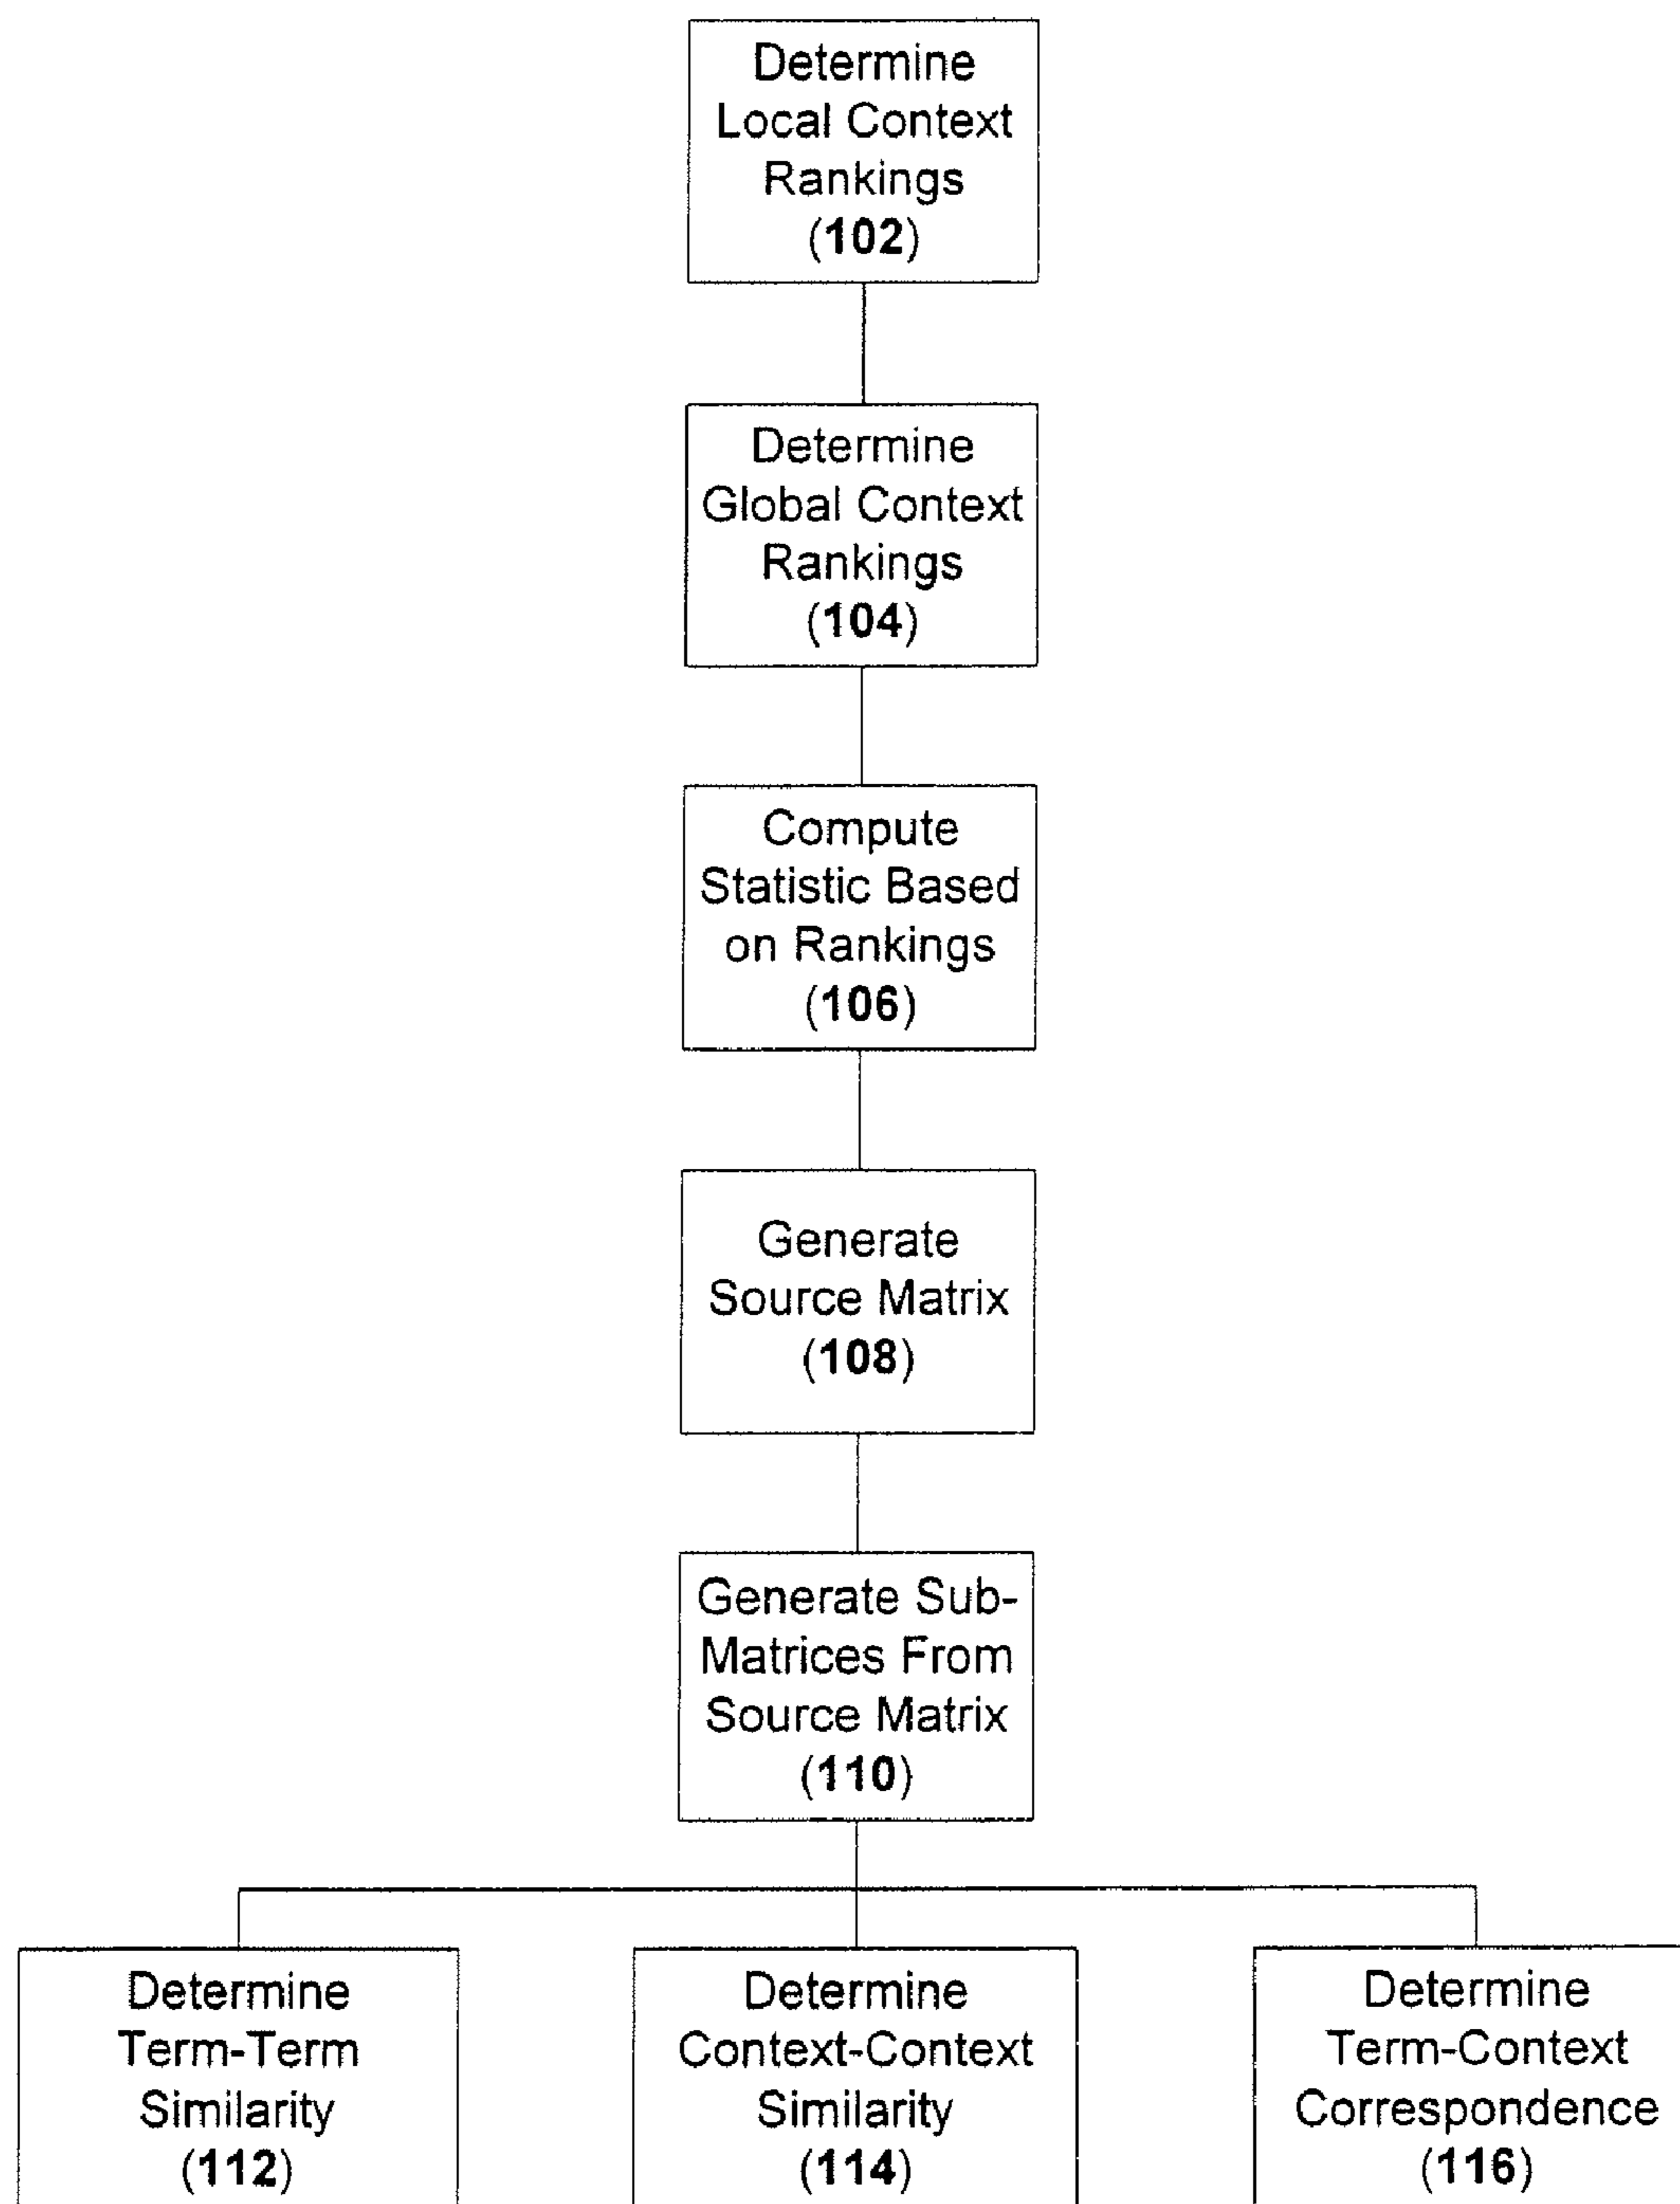 Determine
Local Context
Rankings
(102)
Determine
Global Context
Rankings
(104)
Compute
Statistic Based
on Rankings
(106)
Generate
Source Matrix
(108)
Generate Sub-
Matrices From
Source Matrix
(110)
Determine
Term-Term
Similarity
(112)
Determine
Context-Context
Similarity
(114)
Determine
Term-Context
Correspondence
(116)